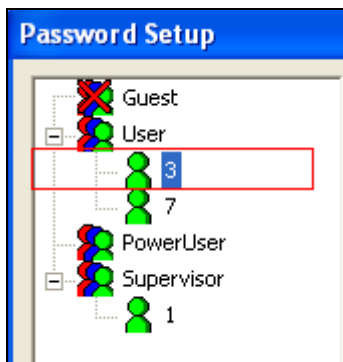 Password Setup
Guest
User
3
7
PowerUser
Supervisor
1